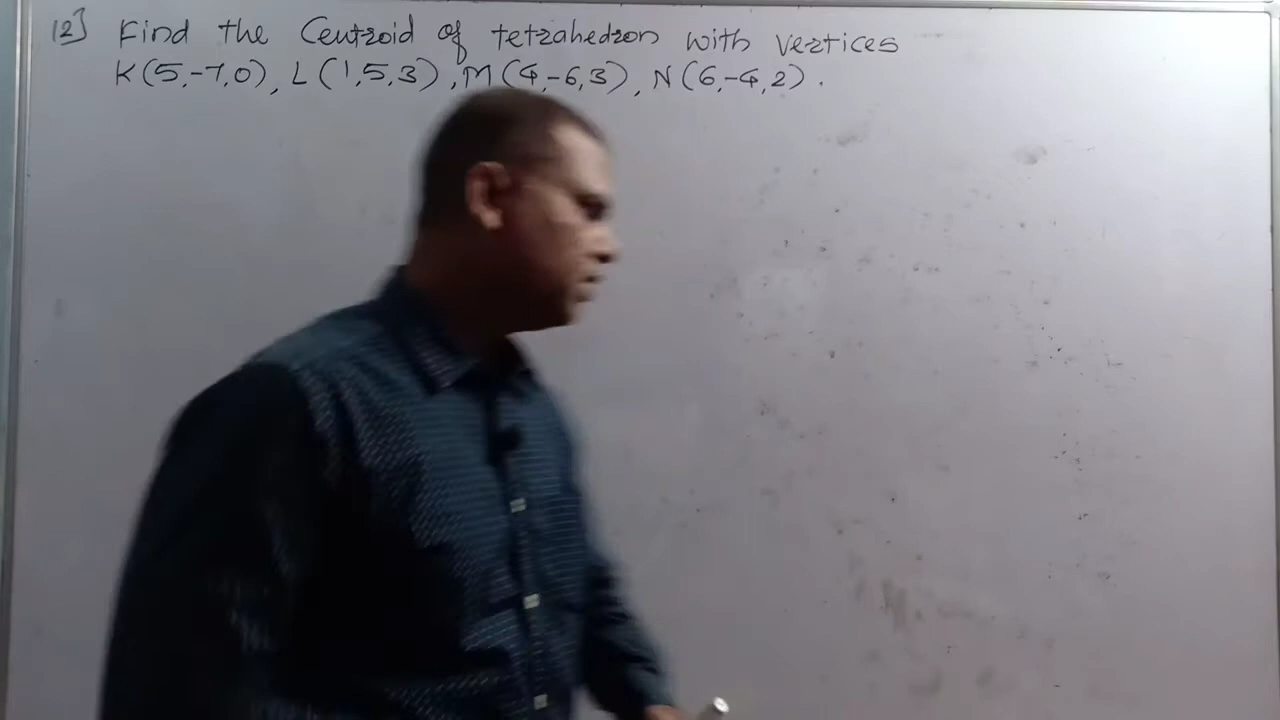 12] Find the Centroid of tetrahedron with vertices
K(5,-7,0), L(1,5,3), M(4,-6,3), N(6,-4,2).